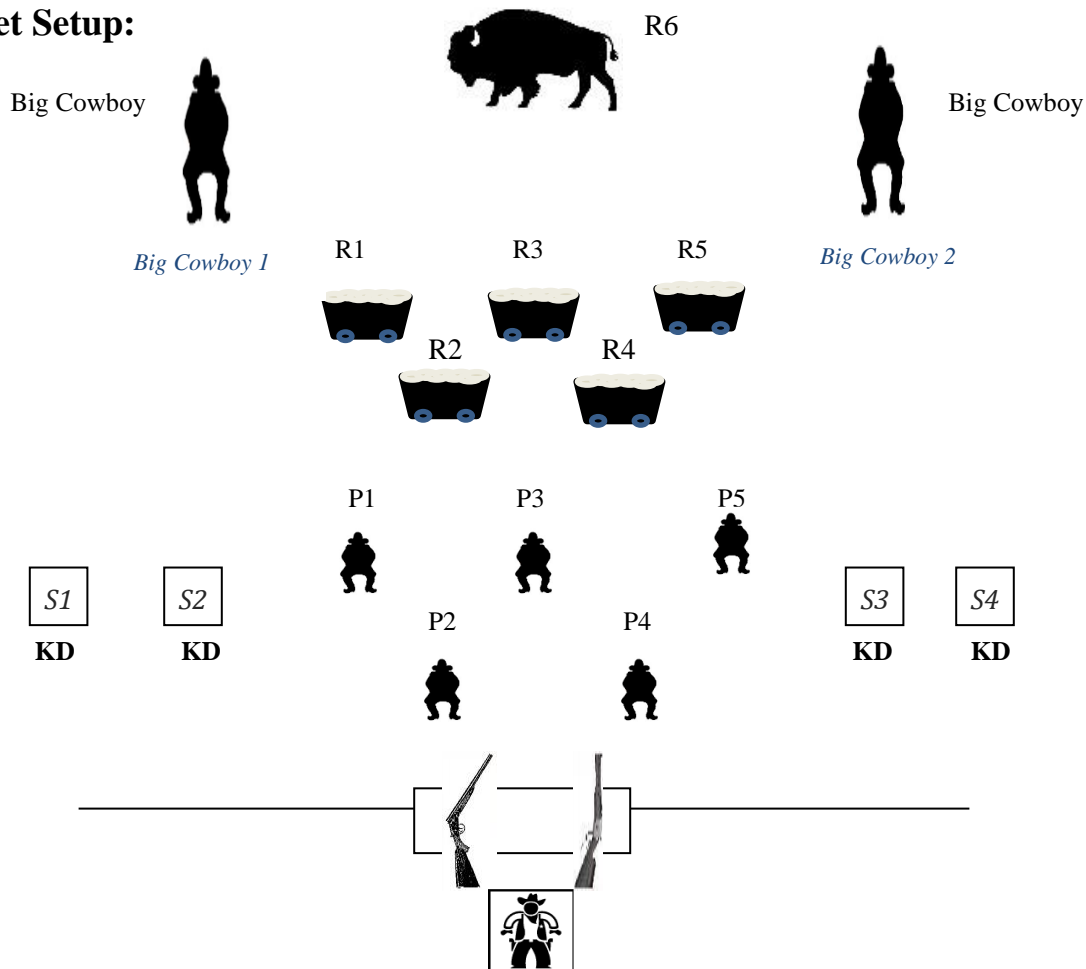 et Setup:
R6
Big Cowboy
Big Cowboy
Big Cowboy 1
R1
R3
R5
Big Cowboy 2
R2
R4
P1
P3
P5
S1
S2
S3
S4
P2
P4
KD
KD
KD
KD